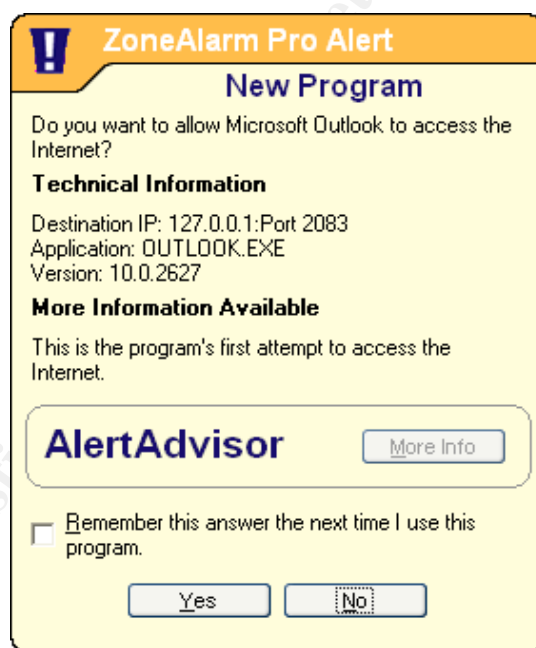 ZoneAlarm Pro Alert
New Program
Do you want to allow Microsoft Outlook to access the
Internet?
Technical Information
Destination IP: 127.0.0.1:Port 2083
Application: OUTLOOK.EXE
Version: 10.0.2627
More Information Available
This is the program's first attempt to access the
Internet.
AlertAdvisor
More Info
Remember this answer the next time I use this
program.
Yes
No